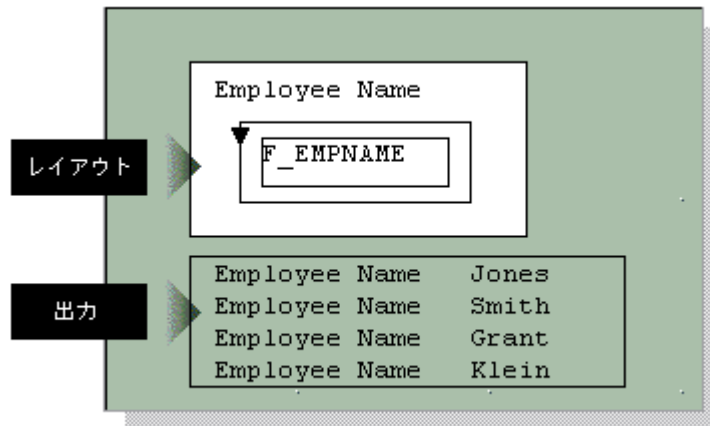 Employee Name
F_EMPNAME
レイアウト
Employee Name Jones
Employee Name Smith
Employee Name Grant
Employee Name Klein
出力